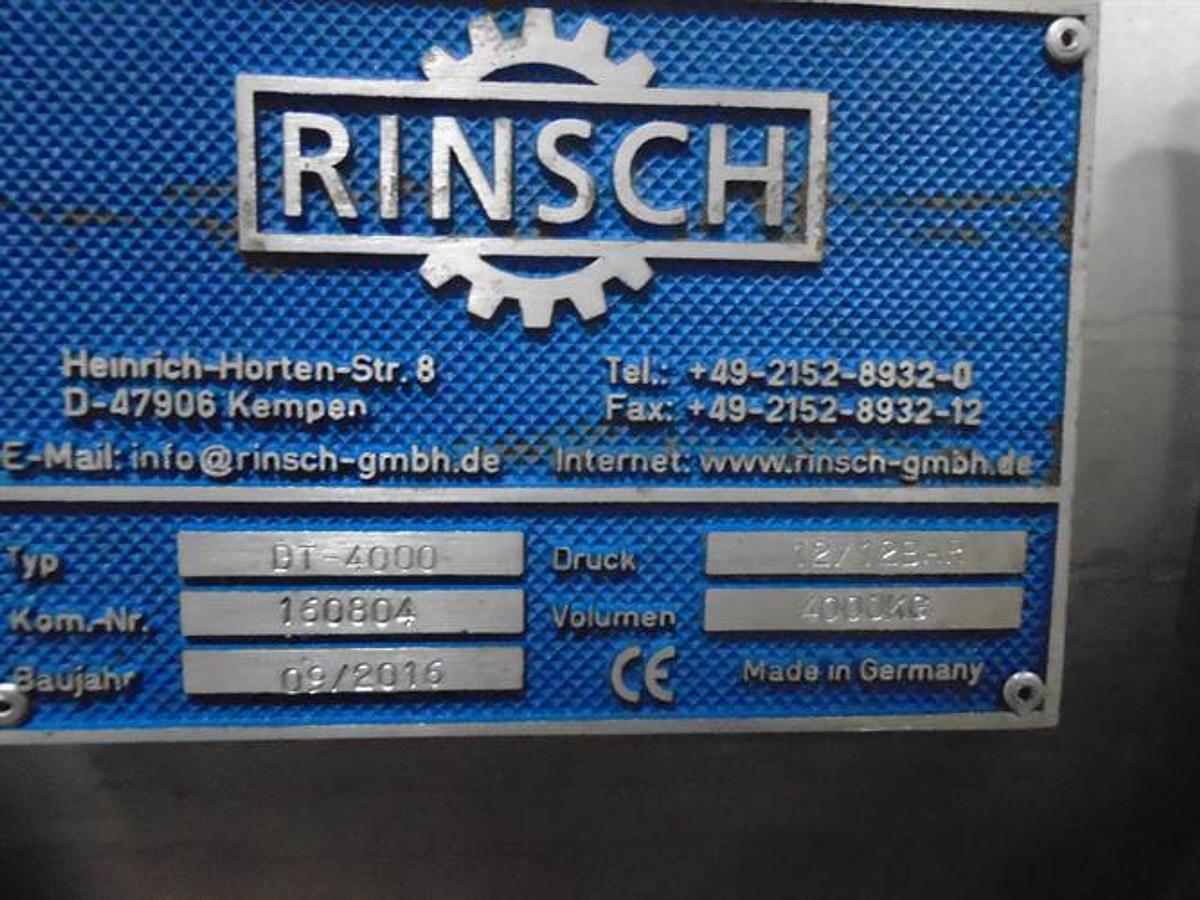 RINSCH
Heinrich-Horten-Str. 8
D-47906 Kempen
Tel.: +49-2152-8932-0
Fax: +49-2152-8932-12
E-Mail: info@rinsch-gmbh.de Internet: www.rinsch-gmbh.de
Typ DT-4000 Druck 12/12BAR
Kom.-Nr. 160804 Volumen 4000KG
Baujahr 09/2016 CE Made in Germany